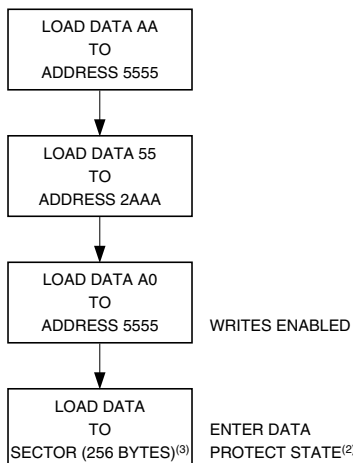 LOAD DATA AA
TO
ADDRESS 5555
LOAD DATA 55
TO
ADDRESS 2AAA
LOAD DATA A0
TO
ADDRESS 5555 WRITES ENABLED
LOAD DATA
TO ENTER DATA
SECTOR (256 BYTES)(3) PROTECT STATE(2)